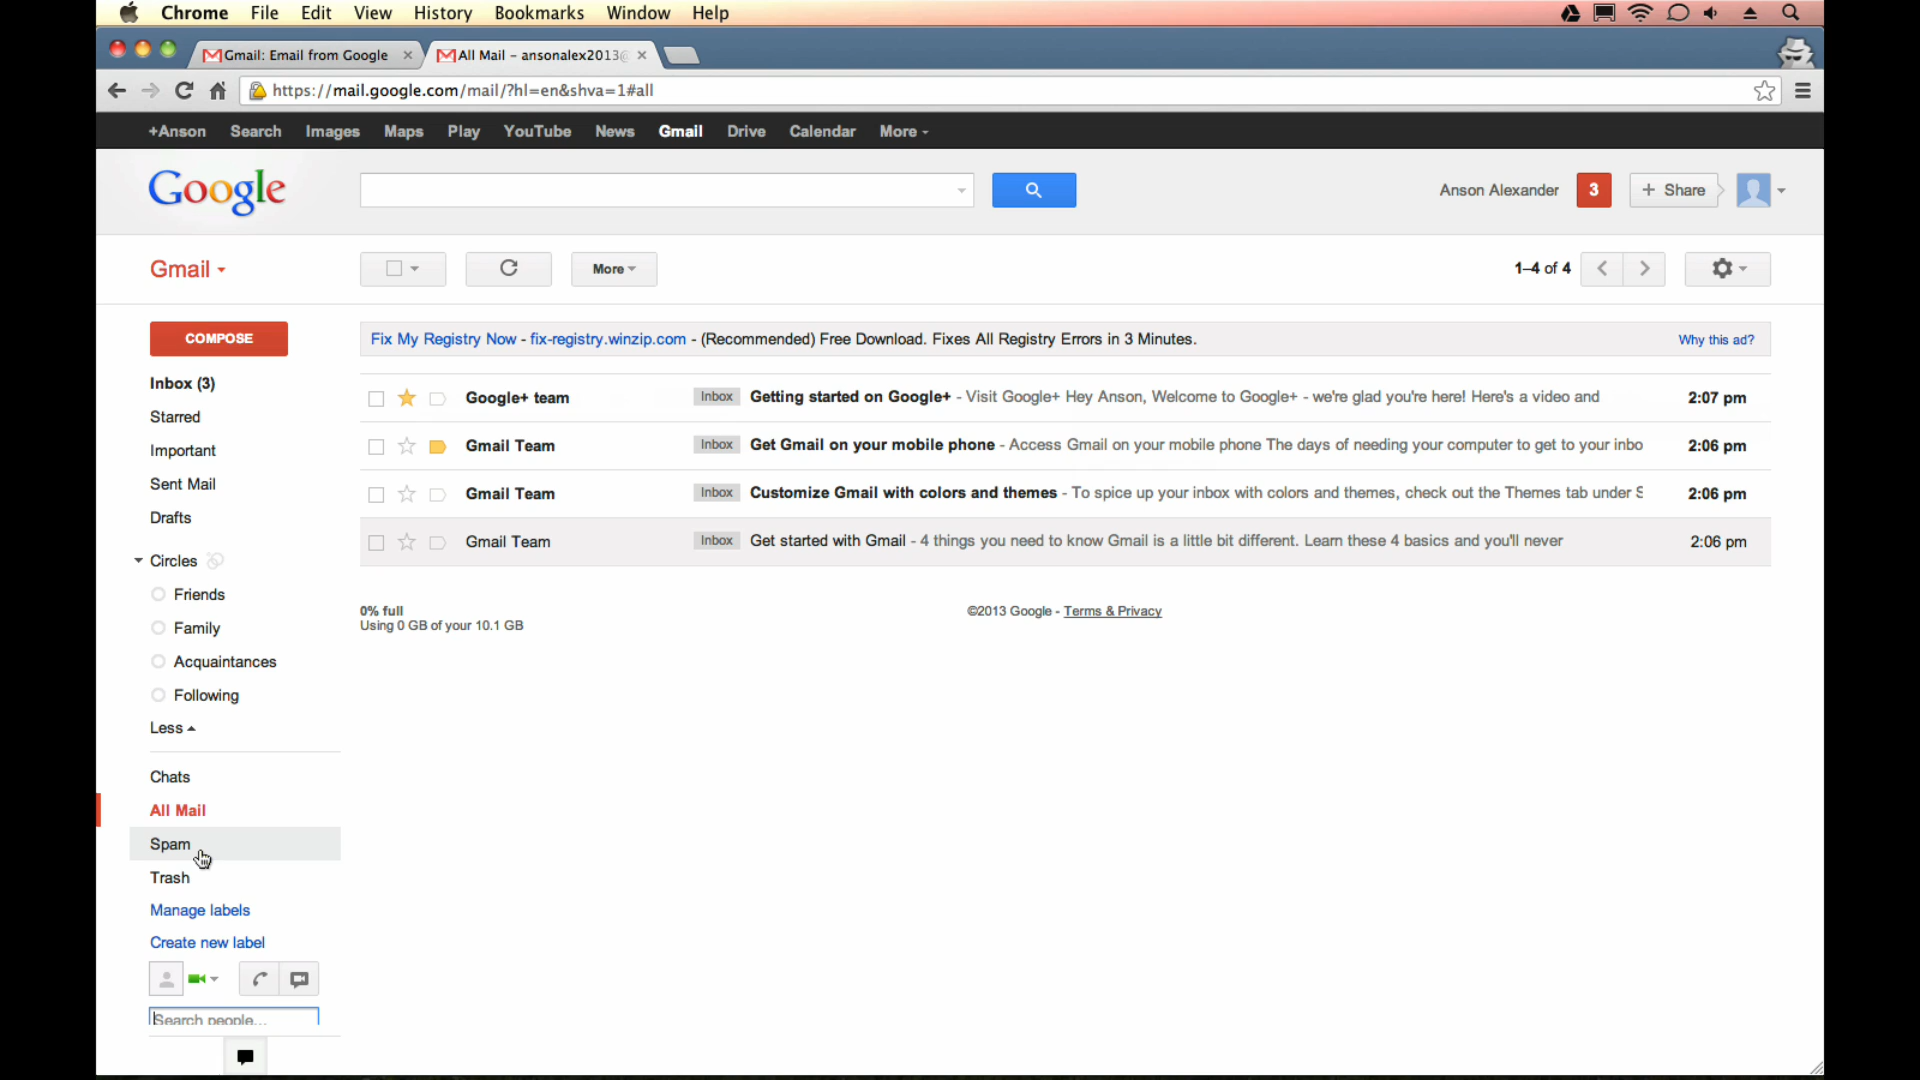 Chrome File Edit View History Bookmarks Window Help
Gmail: Email from Google × All Mail – ansonalex2013@ ×
https://mail.google.com/mail/?hl=en&shva=1#all
+Anson Search Images Maps Play YouTube News Gmail Drive Calendar More
Google
Anson Alexander 3 + Share
Gmail More 1–4 of 4
COMPOSE
Fix My Registry Now - fix-registry.winzip.com - (Recommended) Free Download. Fixes All Registry Errors in 3 Minutes. Why this ad?
Inbox (3)
Starred
Important
Sent Mail
Drafts
Circles
Friends
Family
Acquaintances
Following
Less
Chats
All Mail
Spam
Trash
Manage labels
Create new label
Search people...
Google+ team Inbox Getting started on Google+ - Visit Google+ Hey Anson, Welcome to Google+ - we're glad you're here! Here's a video and 2:07 pm
Gmail Team Inbox Get Gmail on your mobile phone - Access Gmail on your mobile phone The days of needing your computer to get to your inbo 2:06 pm
Gmail Team Inbox Customize Gmail with colors and themes - To spice up your inbox with colors and themes, check out the Themes tab under S 2:06 pm
Gmail Team Inbox Get started with Gmail - 4 things you need to know Gmail is a little bit different. Learn these 4 basics and you'll never 2:06 pm
0% full
Using 0 GB of your 10.1 GB
©2013 Google - Terms & Privacy